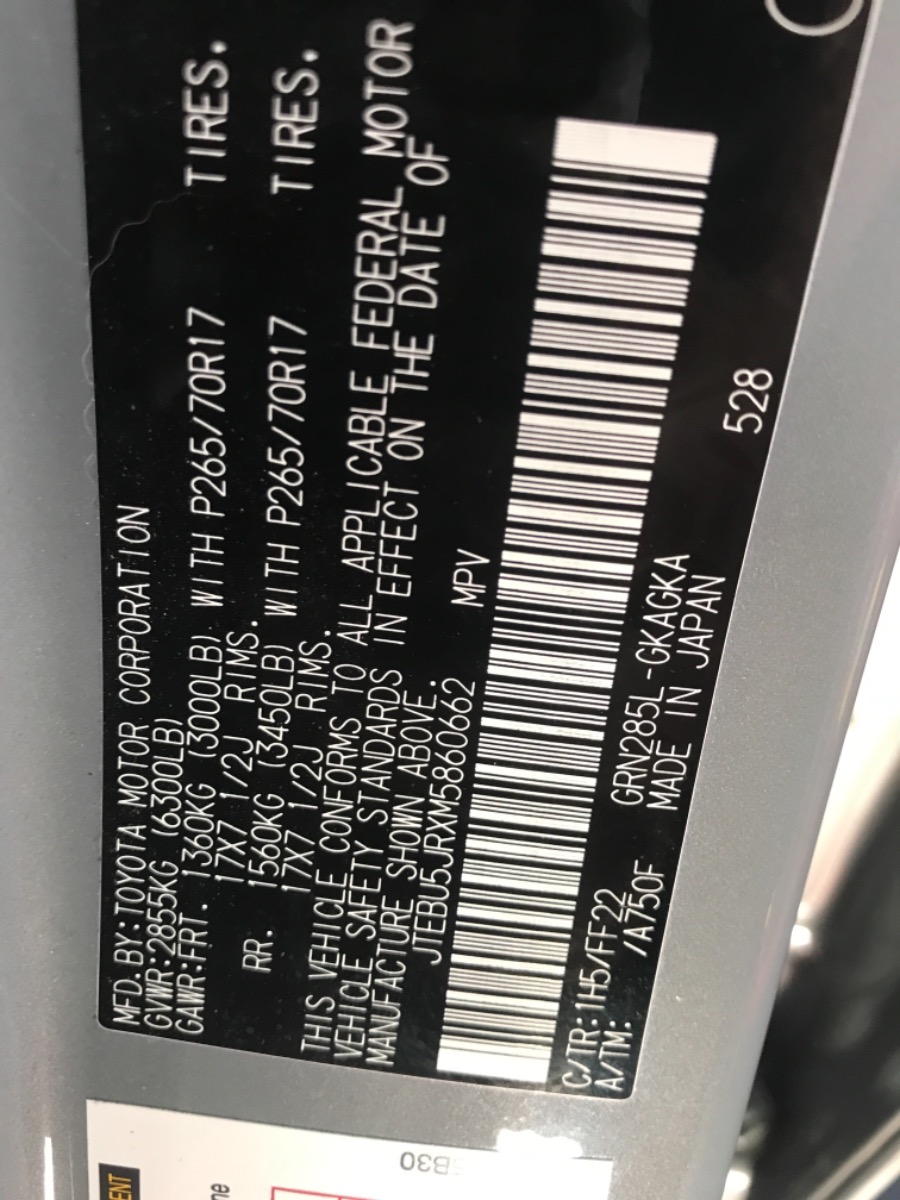 MFD.BY:TOYOTA MOTOR CORPORATION
GVWR:2855KG (6300LB)
GAWR:FRT. 1360KG (3000LB) WITH P265/70R17 TIRES.
17X7 1/2J RIMS.
RR. 1560KG (3450LB) WITH P265/70R17 TIRES.
17X7 1/2J RIMS.
THIS VEHICLE CONFORMS TO ALL APPLICABLE FEDERAL MOTOR
VEHICLE SAFETY STANDARDS IN EFFECT ON THE DATE OF
MANUFACTURE SHOWN ABOVE.
JTEBU5JRXM5860662 MPV
C/TR:1H5/FF22 GRN285L-GKAGKA
A/TM: /A750F MADE IN JAPAN
528